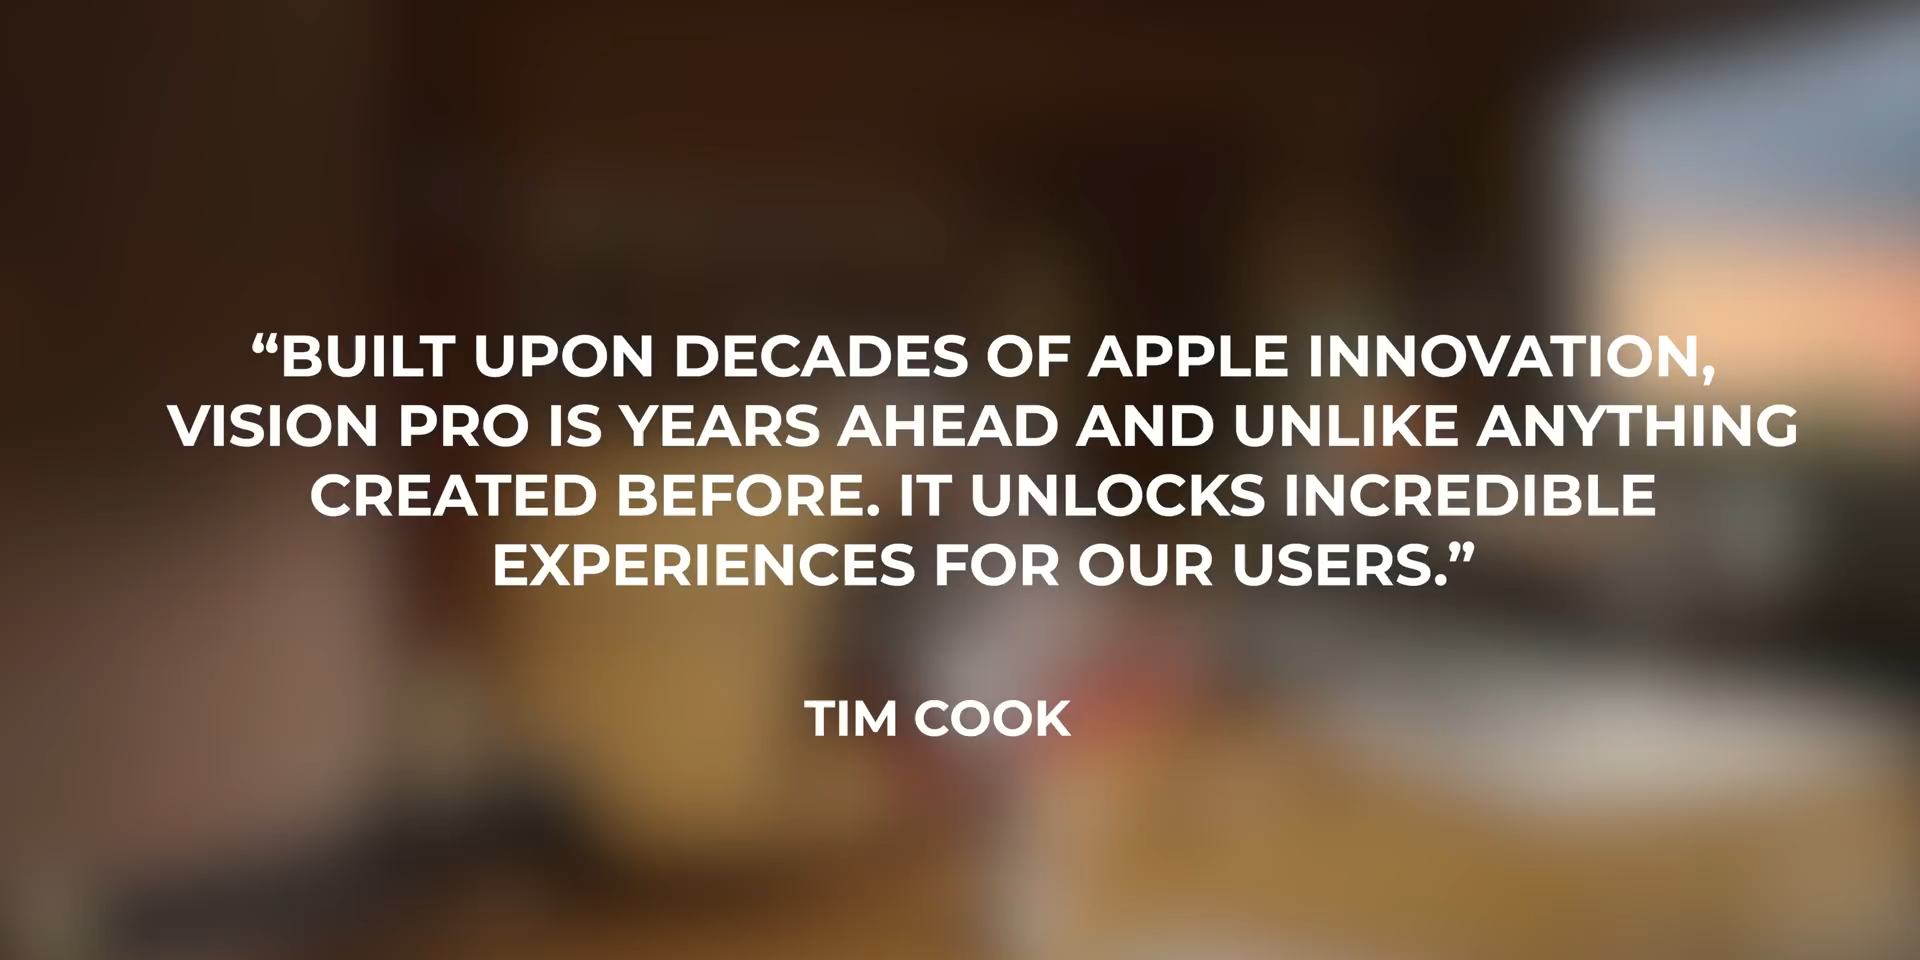 “BUILT UPON DECADES OF APPLE INNOVATION,
VISION PRO IS YEARS AHEAD AND UNLIKE ANYTHING
CREATED BEFORE. IT UNLOCKS INCREDIBLE
EXPERIENCES FOR OUR USERS.”
TIM COOK